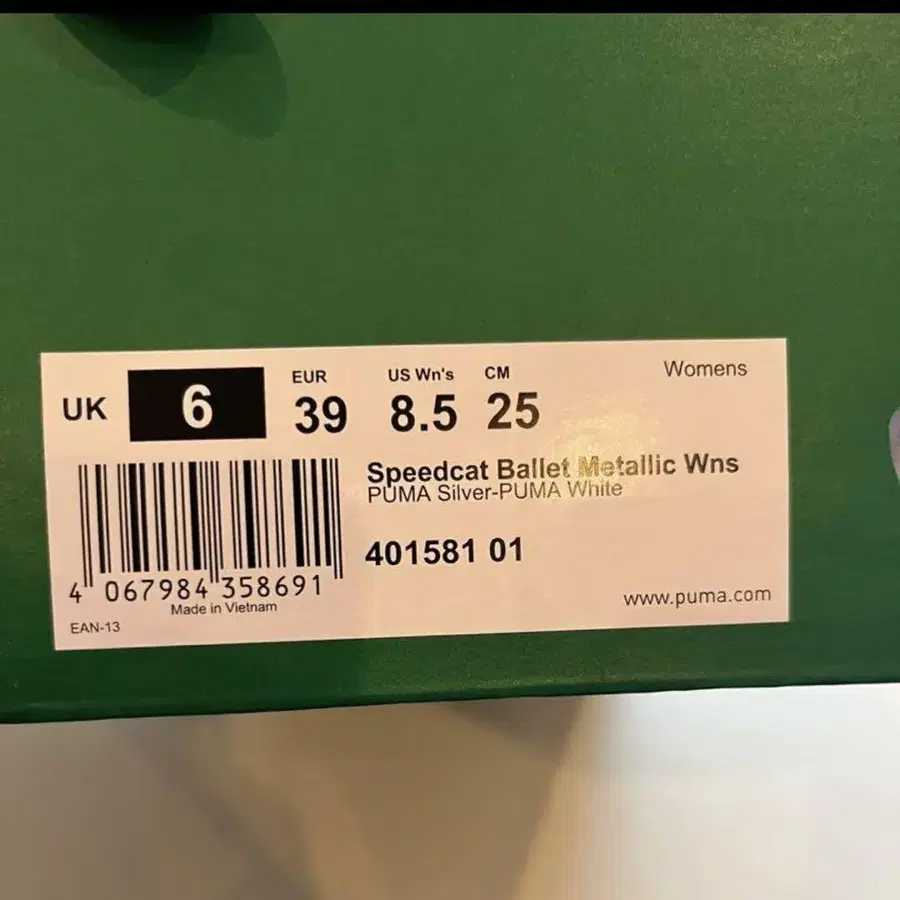 UK 6 EUR 39 US Wn's 8.5 CM 25 Womens
Speedcat Ballet Metallic Wns
PUMA Silver-PUMA White
401581 01
4 067984 358691
Made in Vietnam
EAN-13
www.puma.com